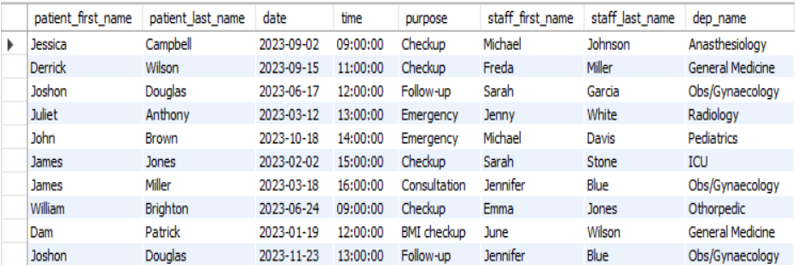 patient_first_name patient_last_name date time purpose staff_first_name staff_last_name dep_name
Jessica Campbell 2023-09-02 09:00:00 Checkup Michael Johnson Anasthesiology
Derrick Wilson 2023-09-15 11:00:00 Checkup Freda Miller General Medicine
Joshon Douglas 2023-06-17 12:00:00 Follow-up Sarah Garcia Obs/Gynaecology
Juliet Anthony 2023-03-12 13:00:00 Emergency Jenny White Radiology
John Brown 2023-10-18 14:00:00 Emergency Michael Davis Pediatrics
James Jones 2023-02-02 15:00:00 Checkup Sarah Stone ICU
James Miller 2023-03-18 16:00:00 Consultation Jennifer Blue Obs/Gynaecology
William Brighton 2023-06-24 09:00:00 Checkup Emma Jones Othorpedic
Dam Patrick 2023-01-19 12:00:00 BMI checkup June Wilson General Medicine
Joshon Douglas 2023-11-23 13:00:00 Follow-up Jennifer Blue Obs/Gynaecology